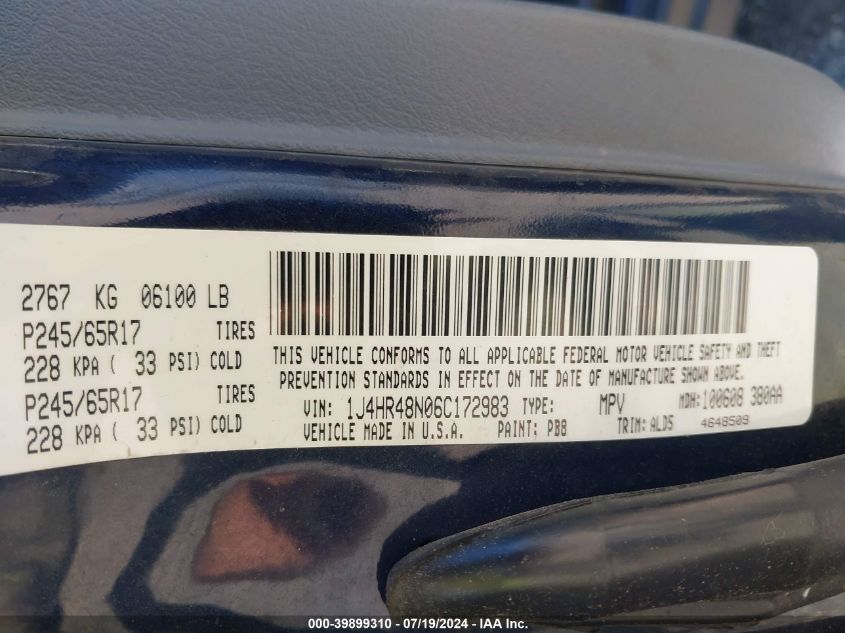 2767 KG 06100 LB
P245/65R17 TIRES
228 KPA ( 33 PSI) COLD
P245/65R17 TIRES
228 KPA ( 33 PSI) COLD
THIS VEHICLE CONFORMS TO ALL APPLICABLE FEDERAL MOTOR VEHICLE SAFETY AND THEFT
PREVENTION STANDARDS IN EFFECT ON THE DATE OF MANUFACTURE SHOWN ABOVE.
VIN: 1J4HR48N06C172983 TYPE: MPV MDH: 100608 380AA
VEHICLE MADE IN U.S.A. PAINT: PB8 TRIM: ALD5 4648509
000-39899310 - 07/19/2024 - IAA, Inc.